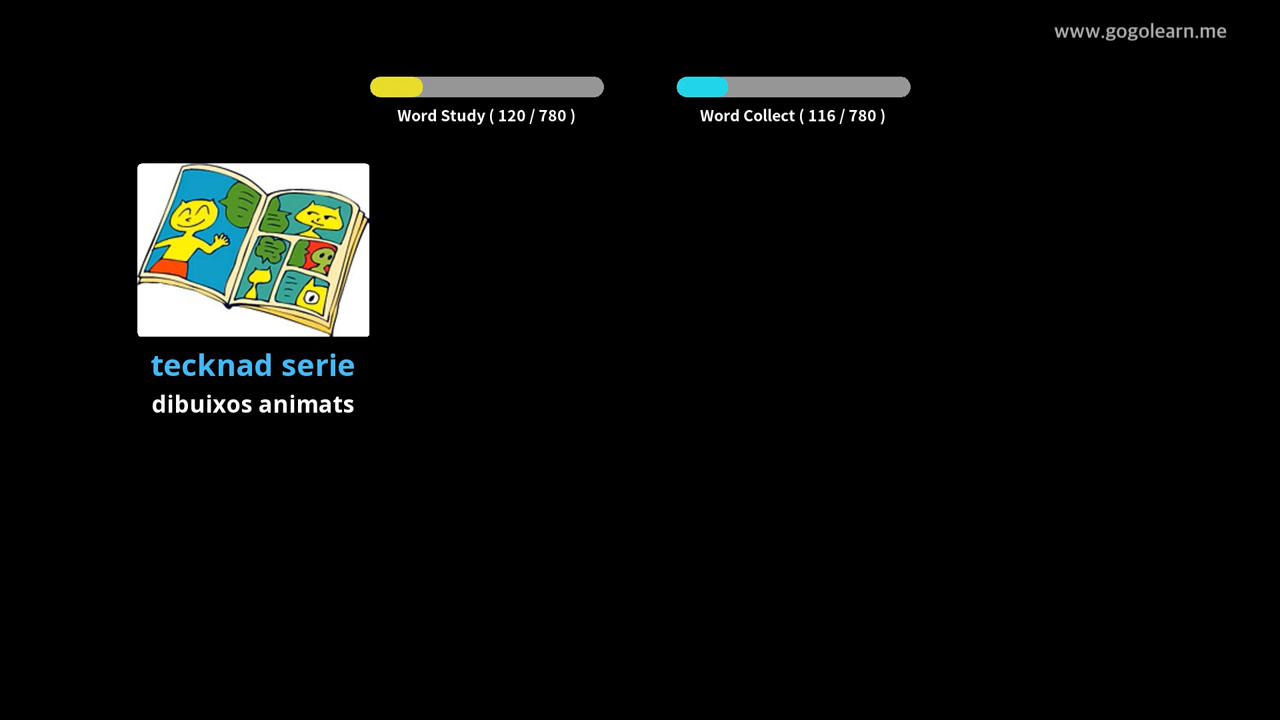 www.gogolearn.me
Word Study ( 120 / 780 )
Word Collect ( 116 / 780 )
tecknad serie
dibuixos animats